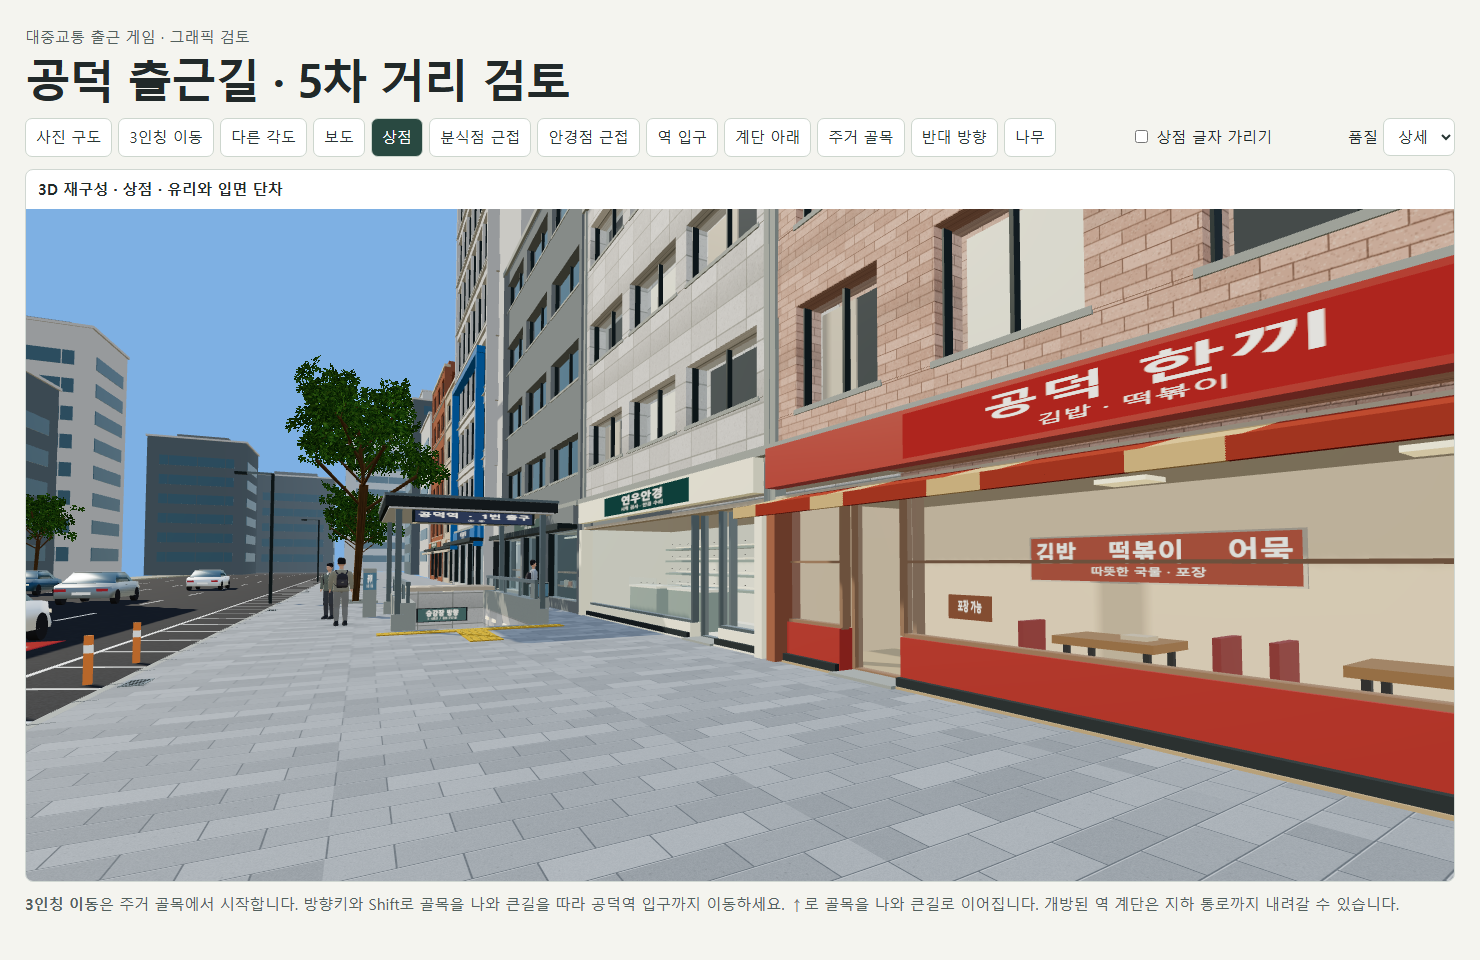 대중교통 출근 게임 · 그래픽 검토
공덕 출근길 · 5차 거리 검토
사진 구도
3인칭 이동
다른 각도
보도
상점
분식점 근접
안경점 근접
역 입구
계단 아래
주거 골목
반대 방향
나무
상점 글자 가리기
품질
상세
3D 재구성 · 상점 · 유리와 입면 단차
공덕 한끼
김밥 · 떡볶이
연우안경
공덕역 · 1번 출구
김밥 떡볶이 어묵
따뜻한 국물 · 포장
포장 가능
승강장 방향
3인칭 이동은 주거 골목에서 시작합니다. 방향키와 Shift로 골목을 나와 큰길을 따라 공덕역 입구까지 이동하세요. ↑로 골목을 나와 큰길로 이어집니다. 개방된 역 계단은 지하 통로까지 내려갈 수 있습니다.